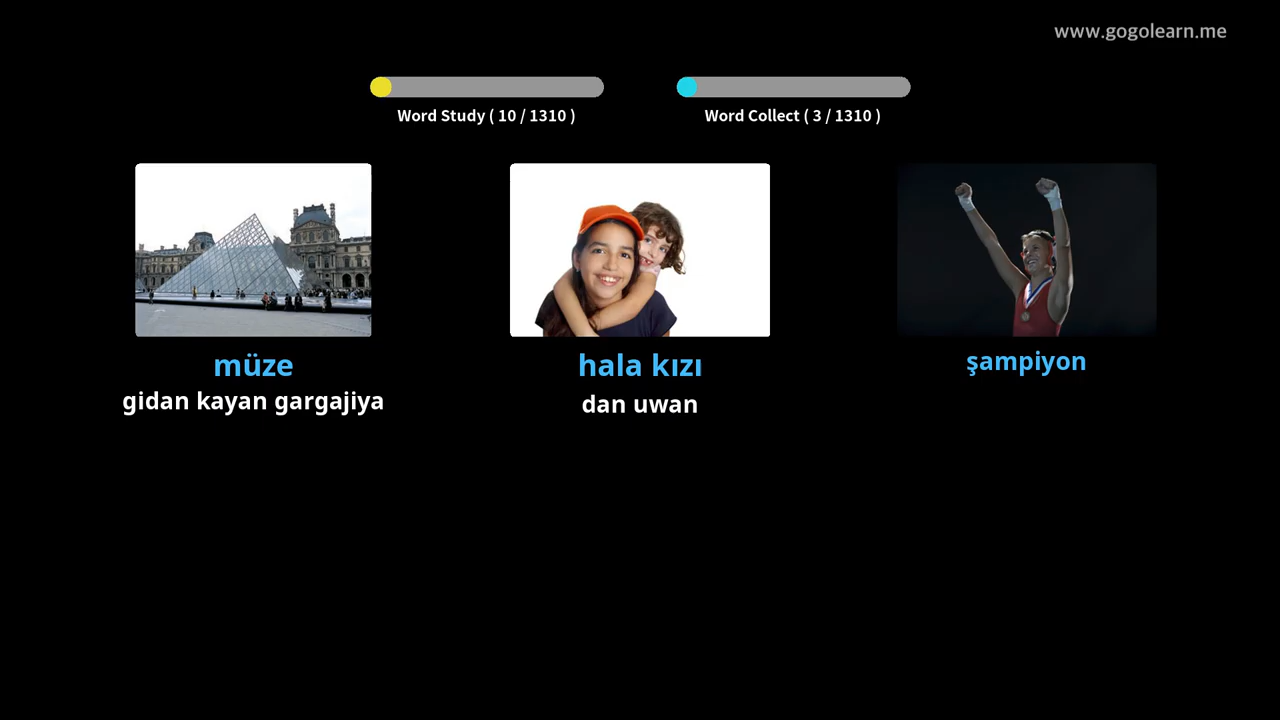 www.gogolearn.me
Word Study ( 10 / 1310 )
Word Collect ( 3 / 1310 )
müze
gidan kayan gargajiya
hala kızı
dan uwan
şampiyon